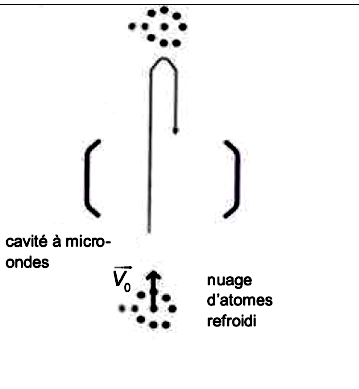 cavité à micro-
ondes
V₀
nuage
d'atomes
refroidi